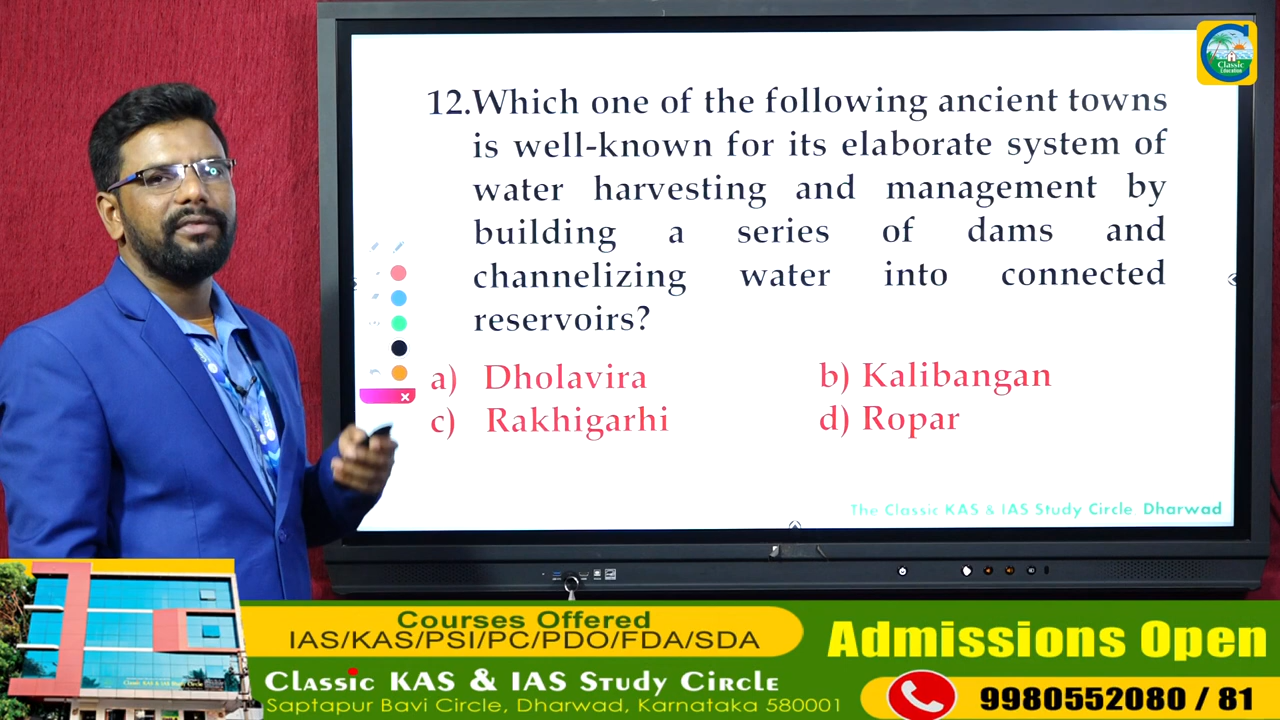 Classic
Education
12.Which one of the following ancient towns
is well-known for its elaborate system of
water harvesting and management by
building a series of dams and
channelizing water into connected
reservoirs?
a) Dholavira b) Kalibangan
c) Rakhigarhi d) Ropar
The Classic KAS & IAS Study Circle Dharwad
Courses Offered
IAS/KAS/PSI/PC/PDO/FDA/SDA
Classic KAS & IAS Study Circle
Saptapur Bavi Circle, Dharwad, Karnataka 580001
Admissions Open
9980552080 / 81